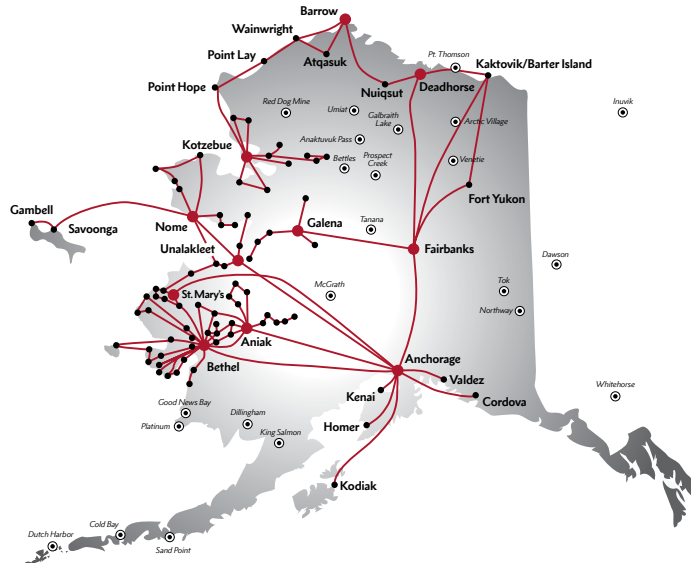 Barrow
Wainwright
Point Lay
Atqasuk
Pt. Thomson
Kaktovik/Barter Island
Point Hope
Nuiqsut
Deadhorse
Red Dog Mine
Umiat
Galbraith
Lake
Arctic Village
Inuvik
Anaktuvuk Pass
Kotzebue
Bettles
Prospect
Creek
Venetie
Fort Yukon
Gambell
Savoonga
Nome
Galena
Tanana
Unalakleet
Fairbanks
Dawson
St. Mary's
McGrath
Tok
Northway
Aniak
Bethel
Anchorage
Valdez
Kenai
Cordova
Whitehorse
Good News Bay
Platinum
Dillingham
King Salmon
Homer
Kodiak
Cold Bay
Dutch Harbor
Sand Point